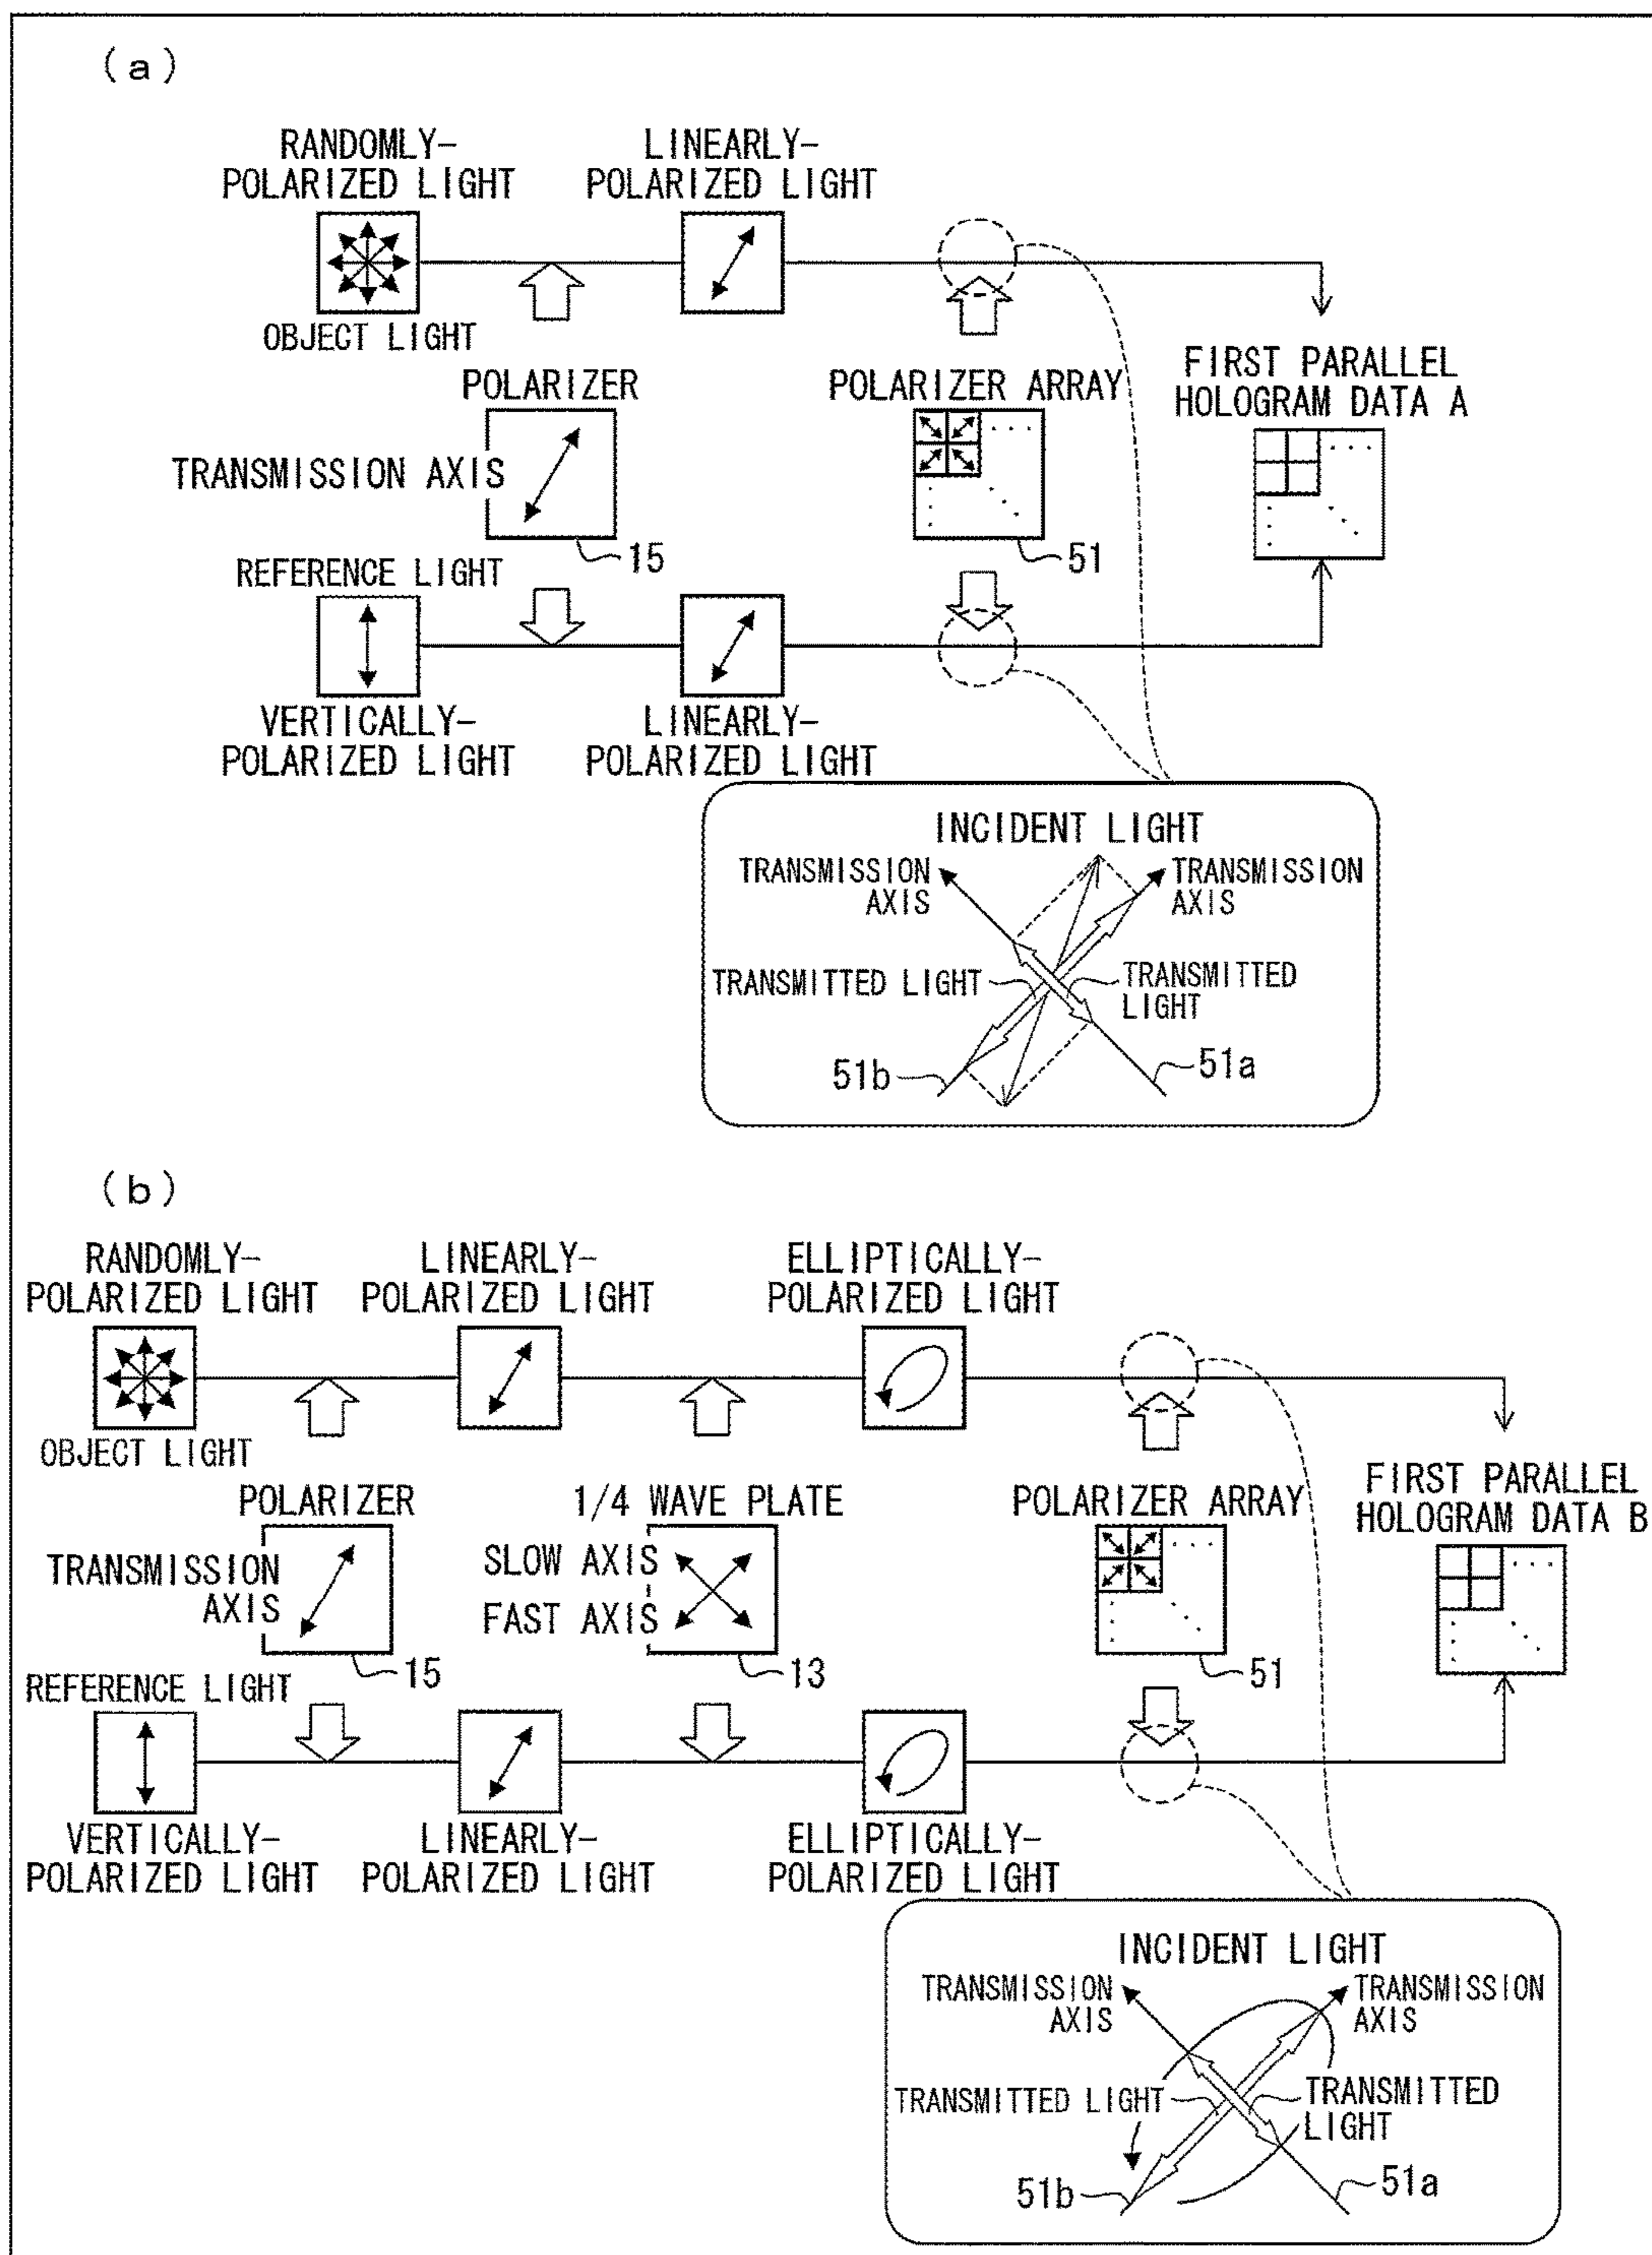 (a)
RANDOMLY-
POLARIZED LIGHT
LINEARLY-
POLARIZED LIGHT
OBJECT LIGHT
POLARIZER
TRANSMISSION AXIS
15
POLARIZER ARRAY
51
FIRST PARALLEL
HOLOGRAM DATA A
REFERENCE LIGHT
VERTICALLY-
POLARIZED LIGHT
LINEARLY-
POLARIZED LIGHT
INCIDENT LIGHT
TRANSMISSION
AXIS
TRANSMISSION
AXIS
TRANSMITTED LIGHT
TRANSMITTED
LIGHT
51b
51a
(b)
RANDOMLY-
POLARIZED LIGHT
LINEARLY-
POLARIZED LIGHT
ELLIPTICALLY-
POLARIZED LIGHT
OBJECT LIGHT
POLARIZER
TRANSMISSION
AXIS
15
1/4 WAVE PLATE
SLOW AXIS
FAST AXIS
13
POLARIZER ARRAY
51
FIRST PARALLEL
HOLOGRAM DATA B
REFERENCE LIGHT
VERTICALLY-
POLARIZED LIGHT
LINEARLY-
POLARIZED LIGHT
ELLIPTICALLY-
POLARIZED LIGHT
INCIDENT LIGHT
TRANSMISSION
AXIS
TRANSMISSION
AXIS
TRANSMITTED LIGHT
TRANSMITTED
LIGHT
51b
51a